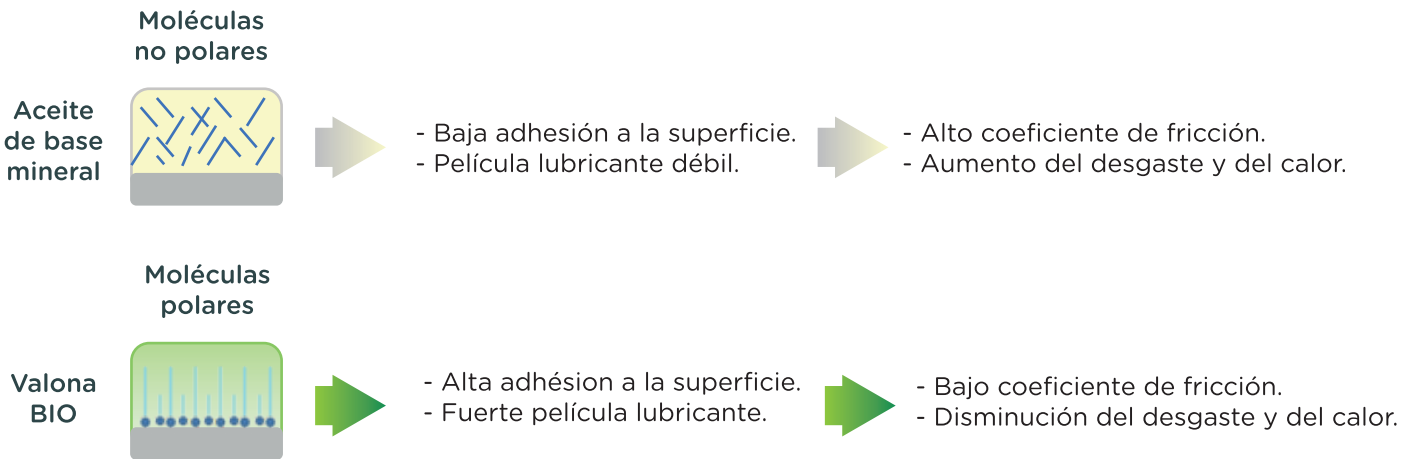 Moléculas
no polares
Aceite
de base
mineral
- Baja adhesión a la superficie.
- Película lubricante débil.
- Alto coeficiente de fricción.
- Aumento del desgaste y del calor.
Moléculas
polares
Valona
BIO
- Alta adhésion a la superficie.
- Fuerte película lubricante.
- Bajo coeficiente de fricción.
- Disminución del desgaste y del calor.